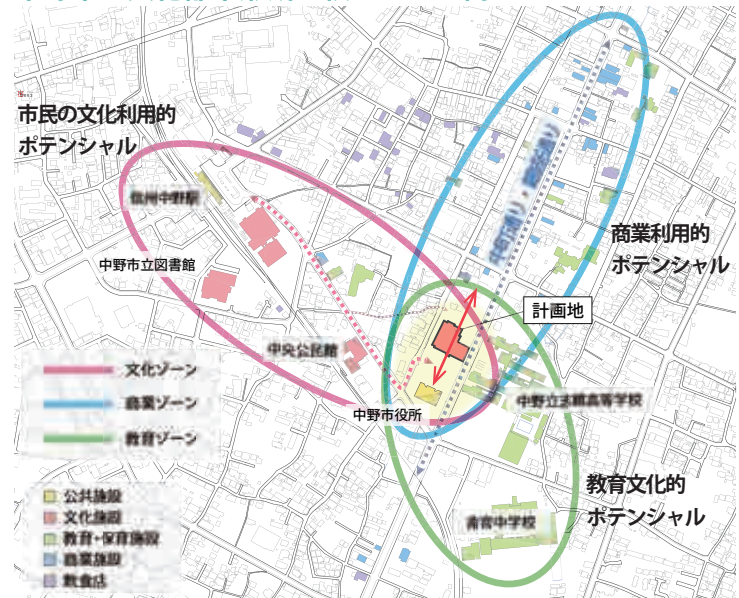 市民の文化利用的
ポテンシャル
信州中野駅
中野市立図書館
商業利用的
ポテンシャル
計画地
中央公民館
文化ゾーン
商業ゾーン
教育ゾーン
中野市役所
中野立志館高等学校
公共施設
文化施設
教育・保育施設
商業施設
飲食店
教育文化的
ポテンシャル
南宮中学校